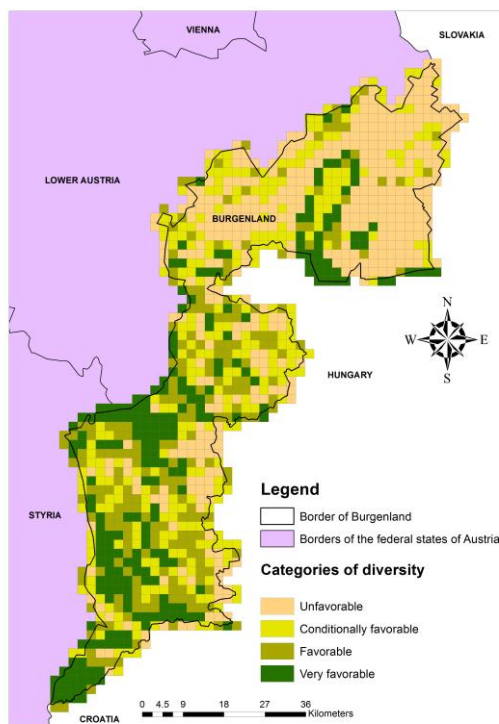 VIENNA
SLOVAKIA
LOWER AUSTRIA
BURGENLAND
N
W
E
S
HUNGARY
STYRIA
Legend
Border of Burgenland
Borders of the federal states of Austria
Categories of diversity
Unfavorable
Conditionally favorable
Favorable
Very favorable
0 4.5 9 18 27 36
Kilometers
CROATIA